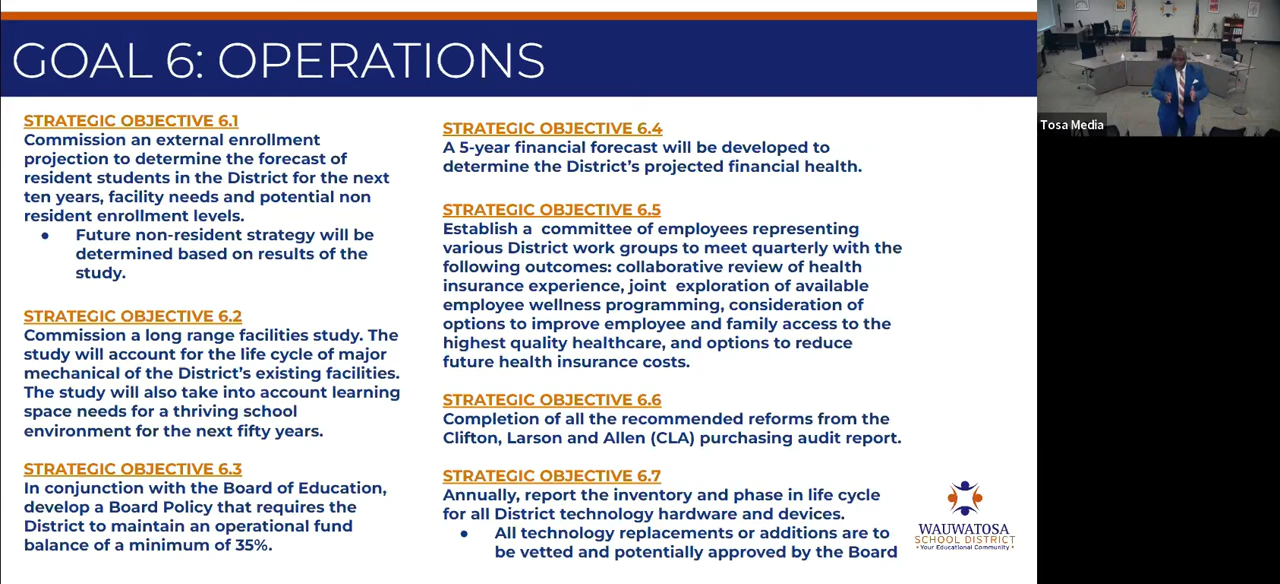 GOAL 6: OPERATIONS
STRATEGIC OBJECTIVE 6.1
Commission an external enrollment
projection to determine the forecast of
resident students in the District for the next
ten years, facility needs and potential non
resident enrollment levels.
● Future non-resident strategy will be
determined based on results of the
study.
STRATEGIC OBJECTIVE 6.2
Commission a long range facilities study. The
study will account for the life cycle of major
mechanical of the District's existing facilities.
The study will also take into account learning
space needs for a thriving school
environment for the next fifty years.
STRATEGIC OBJECTIVE 6.3
In conjunction with the Board of Education,
develop a Board Policy that requires the
District to maintain an operational fund
balance of a minimum of 35%.
STRATEGIC OBJECTIVE 6.4
A 5-year financial forecast will be developed to
determine the District's projected financial health.
STRATEGIC OBJECTIVE 6.5
Establish a committee of employees representing
various District work groups to meet quarterly with the
following outcomes: collaborative review of health
insurance experience, joint exploration of available
employee wellness programming, consideration of
options to improve employee and family access to the
highest quality healthcare, and options to reduce
future health insurance costs.
STRATEGIC OBJECTIVE 6.6
Completion of all the recommended reforms from the
Clifton, Larson and Allen (CLA) purchasing audit report.
STRATEGIC OBJECTIVE 6.7
Annually, report the inventory and phase in life cycle
for all District technology hardware and devices.
● All technology replacements or additions are to
be vetted and potentially approved by the Board
WAUWATOSA
SCHOOL DISTRICT
• Your Educational Community •
Tosa Media